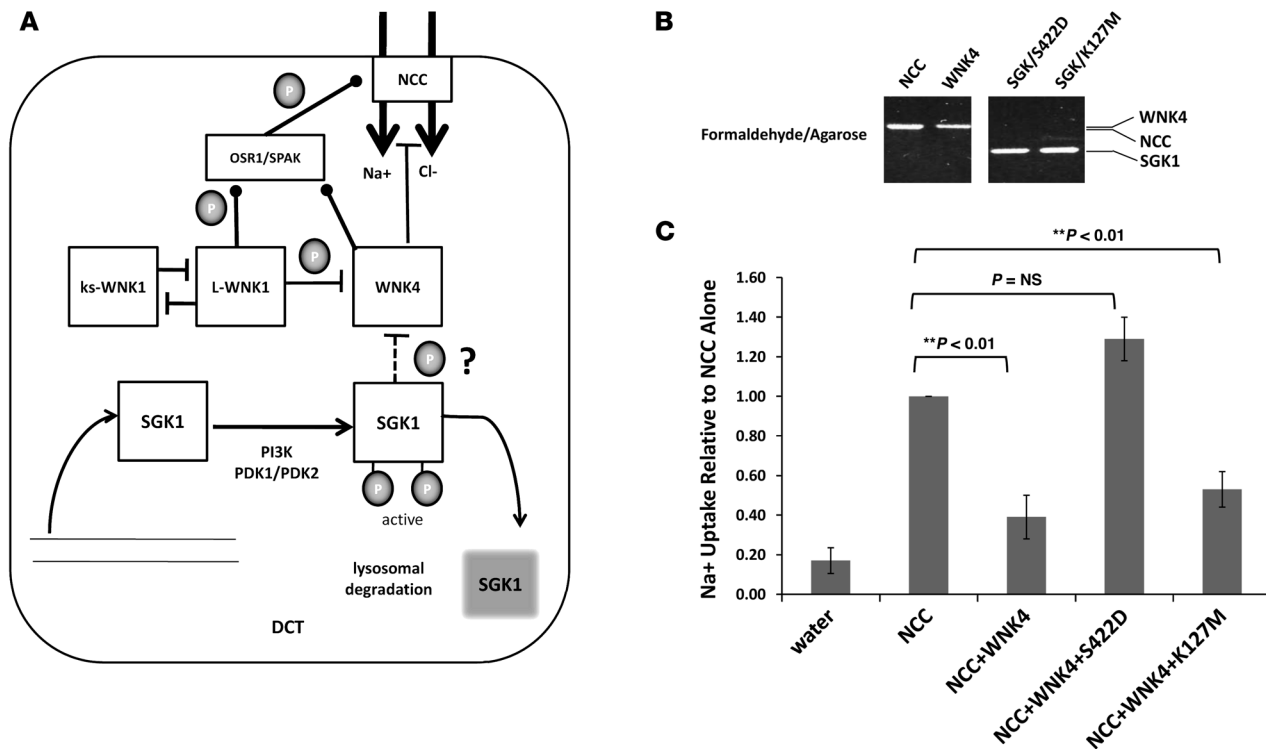 A
NCC
P
OSR1/SPAK
Na+
Cl-
P
P
ks-WNK1
L-WNK1
WNK4
P
?
SGK1
SGK1
PI3K
PDK1/PDK2
P
P
active
lysosomal
degradation
SGK1
DCT
B
NCC
WNK4
SGK/S422D
SGK/K127M
Formaldehyde/Agarose
WNK4
NCC
SGK1
C
**P < 0.01
P = NS
**P < 0.01
Na+ Uptake Relative to NCC Alone
1.60
1.40
1.20
1.00
0.80
0.60
0.40
0.20
0.00
water
NCC
NCC+WNK4
NCC+WNK4+S422D
NCC+WNK4+K127M